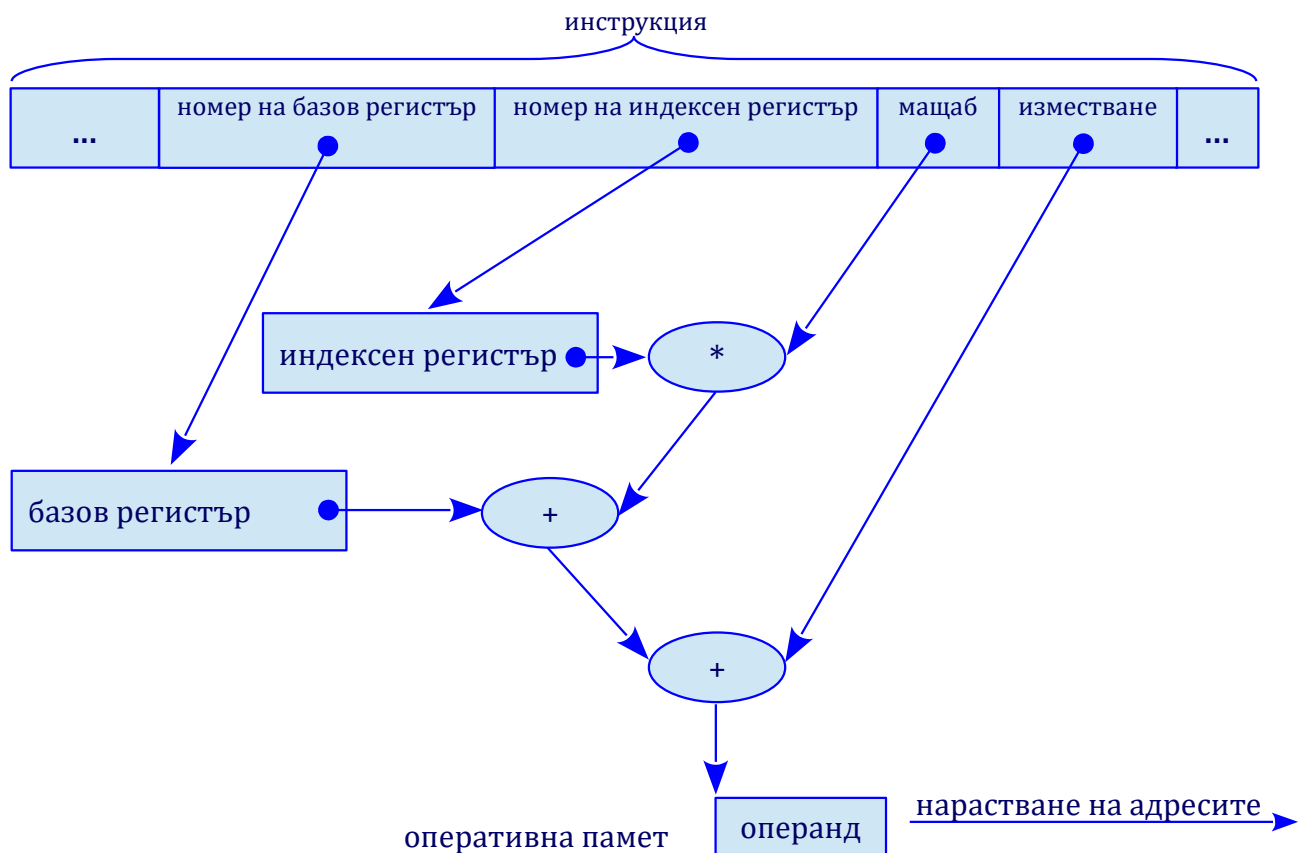 инструкция
...
номер на базов регистър
номер на индексен регистър
мащаб
изместване
...
индексен регистър
*
базов регистър
+
+
операнд
нарастване на адресите
оперативна памет